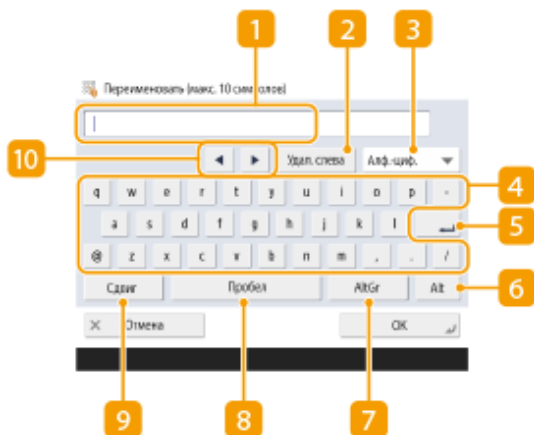 1 2 3
Переименовать (макс. 10 символов)
10 Удал. слева Алф.-циф.
q w e r t y u i o p - 4
a s d f g h j k l 5
@ z x c v b n m , . /
Сдвиг Пробел AltGr Alt 6
Отмена OK
9 8 7